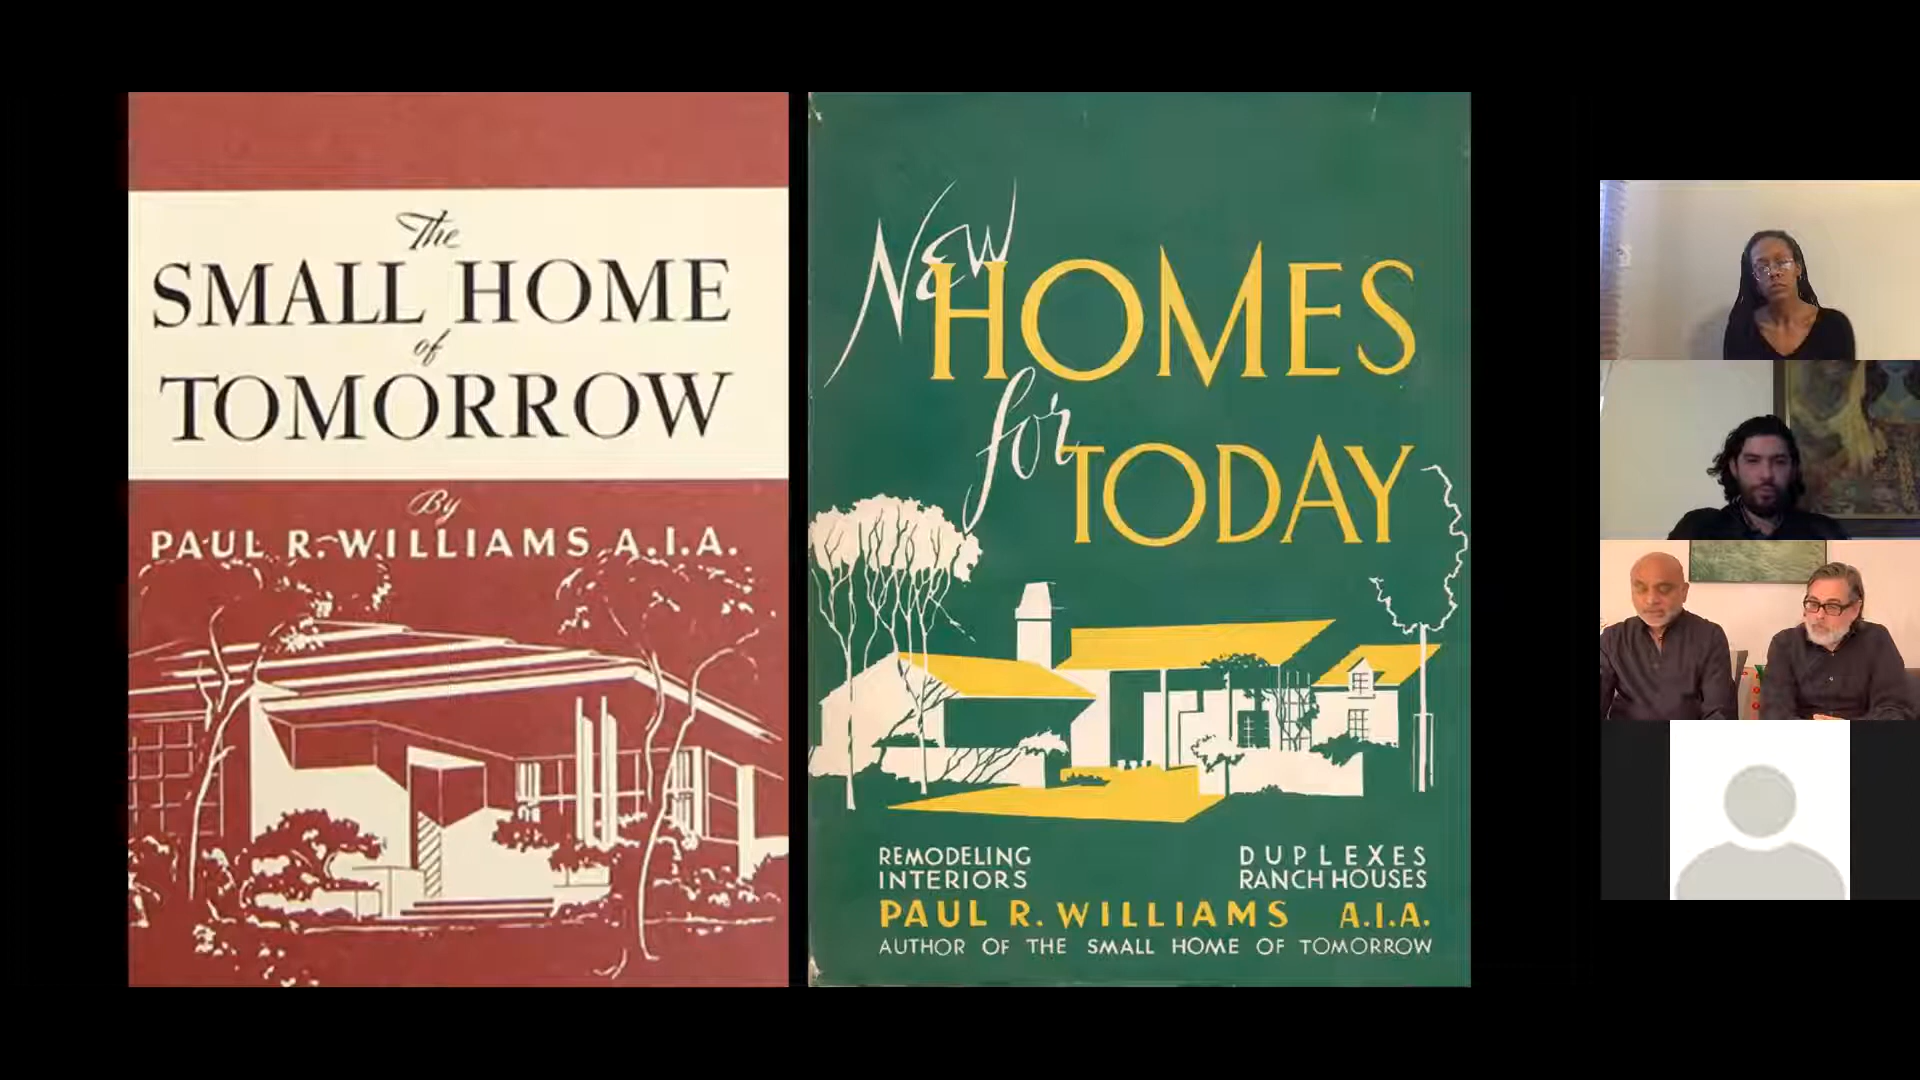 The
SMALL HOME
of
TOMORROW
By
PAUL R. WILLIAMS A.I.A.
New
HOMES
for
TODAY
REMODELING
INTERIORS
DUPLEXES
RANCH HOUSES
PAUL R. WILLIAMS A.I.A.
AUTHOR OF THE SMALL HOME OF TOMORROW